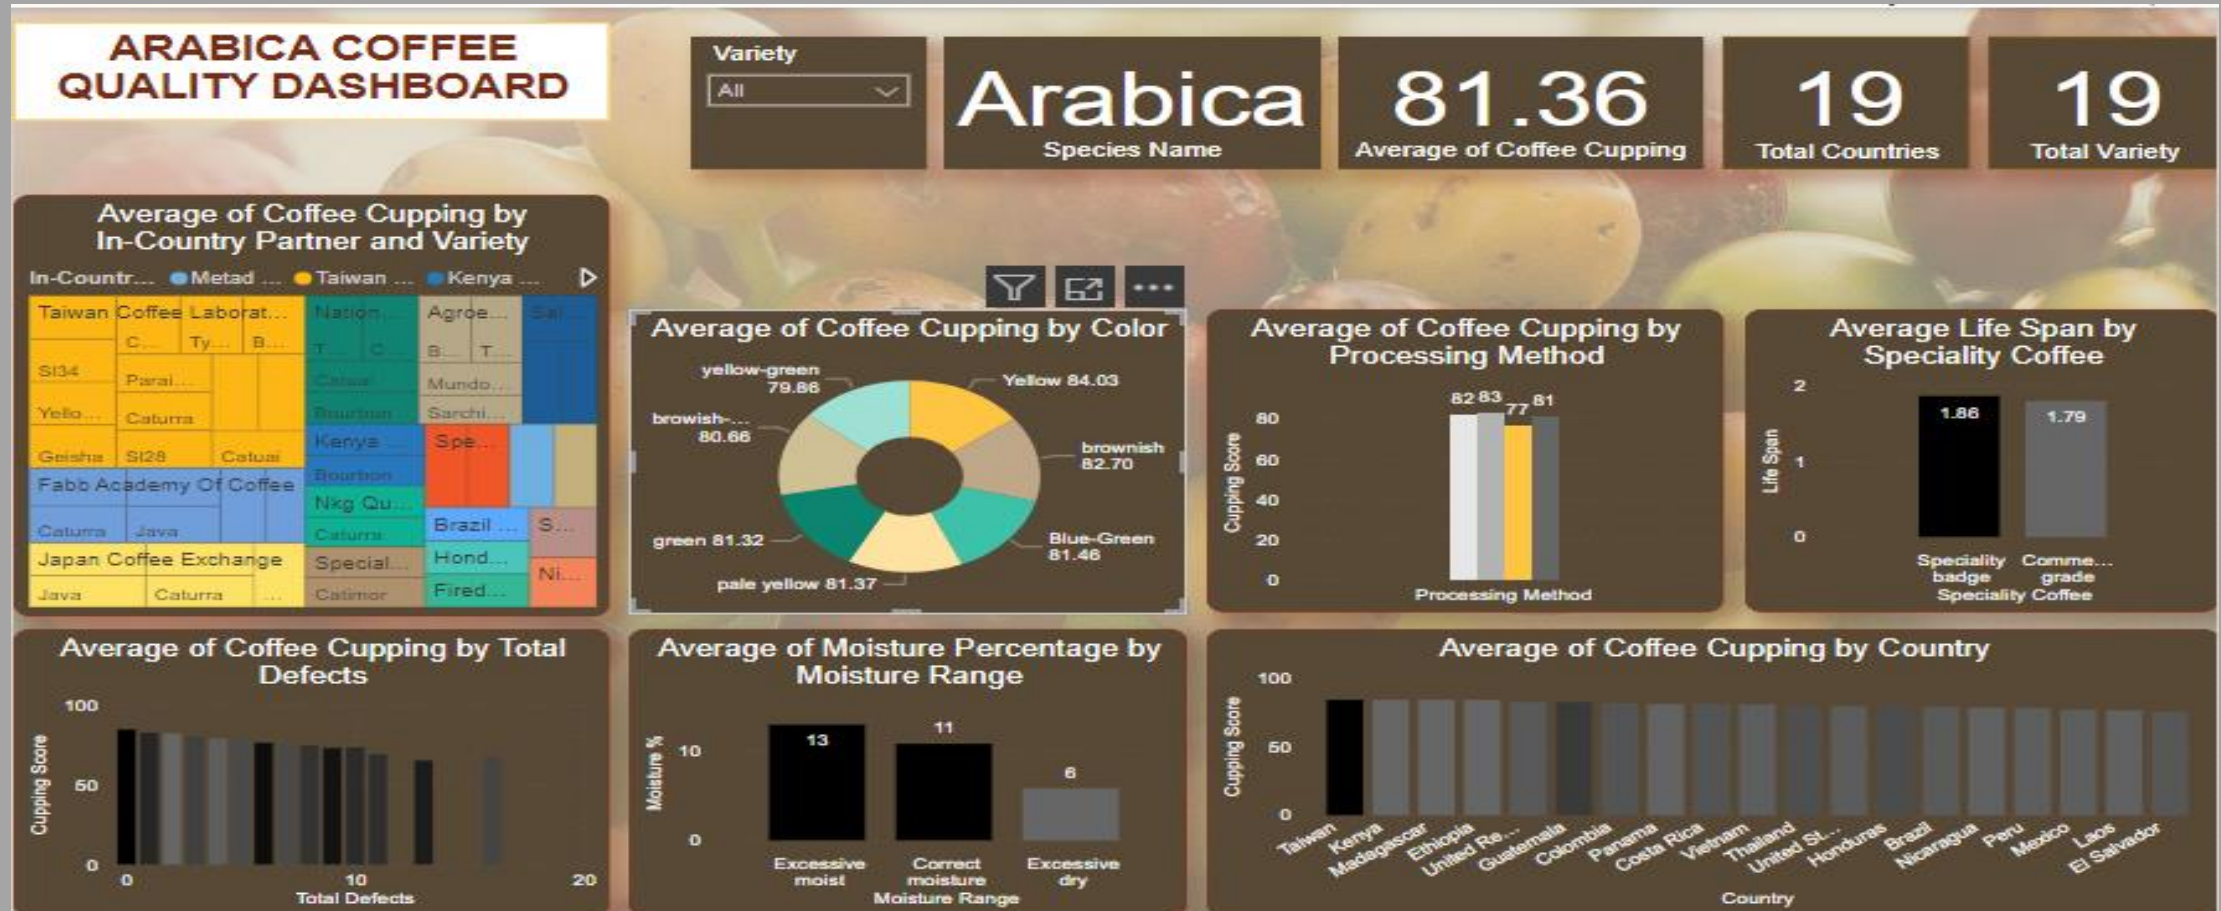 ARABICA COFFEE
QUALITY DASHBOARD
Variety
All
Arabica
Species Name
81.36
Average of Coffee Cupping
19
Total Countries
19
Total Variety
Average of Coffee Cupping by
In-Country Partner and Variety
In-Countr... Metad ... Taiwan ... Kenya ...
Taiwan Coffee Laborat...
C... Ty... B...
SI34
Parai...
Yello...
Caturra
Geisha SI28 Catuai
Fabb Academy Of Coffee
Caturra Java
Japan Coffee Exchange
Java Caturra ...
Nation...
T... C...
Catuai
Bourbon
Kenya ...
Bourbon
Nkg Qu...
Caturra
Special...
Catimor
Agroe...
B... T...
Mundo...
Sarchi...
Sal...
Spe...
Brazil ...
S...
Hond...
Fired...
Ni...
Average of Coffee Cupping by Color
yellow-green
79.86
Yellow 84.03
browish-...
80.66
brownish
82.70
green 81.32
Blue-Green
81.46
pale yellow 81.37
Average of Coffee Cupping by
Processing Method
82 83 77 81
80
60
40
20
0
Cupping Score
Processing Method
Average Life Span by
Speciality Coffee
2
1
0
Life Span
1.86
1.79
Speciality
badge
Comme...
grade
Speciality Coffee
Average of Coffee Cupping by Total
Defects
100
50
0
Cupping Score
0 10 20
Total Defects
Average of Moisture Percentage by
Moisture Range
10
0
Moisture %
13
11
6
Excessive
moist
Correct
moisture
Excessive
dry
Moisture Range
Average of Coffee Cupping by Country
100
50
0
Cupping Score
Taiwan
Kenya
Madagascar
Ethiopia
United Re...
Guatemala
Colombia
Panama
Costa Rica
Vietnam
Thailand
United St...
Honduras
Brazil
Nicaragua
Peru
Mexico
Laos
El Salvador
Country